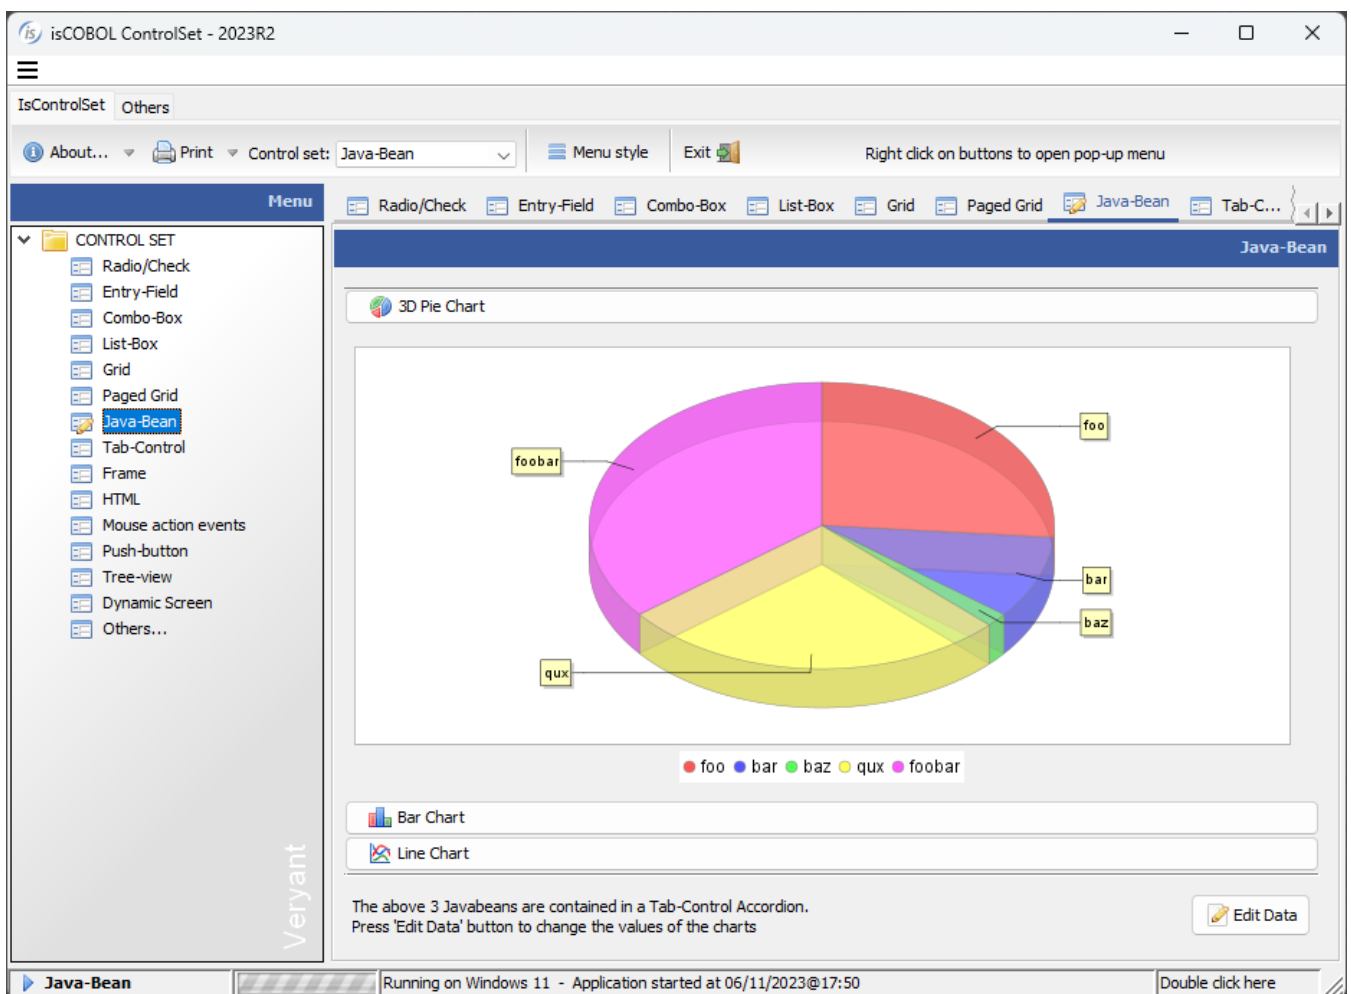 isCOBOL ControlSet - 2023R2
IsControlSet Others
About... Print Control set: Java-Bean Menu style Exit Right click on buttons to open pop-up menu
Menu
Radio/Check Entry-Field Combo-Box List-Box Grid Paged Grid Java-Bean Tab-C...
CONTROL SET
Radio/Check
Entry-Field
Combo-Box
List-Box
Grid
Paged Grid
Java-Bean
Tab-Control
Frame
HTML
Mouse action events
Push-button
Tree-view
Dynamic Screen
Others...
Veryant
Java-Bean
3D Pie Chart
foo
foobar
bar
baz
qux
foo bar baz qux foobar
Bar Chart
Line Chart
The above 3 Javabeans are contained in a Tab-Control Accordion.
Press 'Edit Data' button to change the values of the charts
Edit Data
Java-Bean Running on Windows 11 - Application started at 06/11/2023@17:50 Double click here